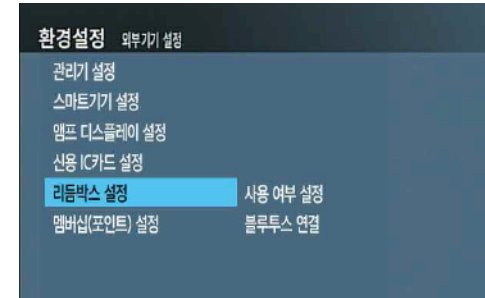 환경설정 외부기기 설정
관리기 설정
스마트기기 설정
앰프 디스플레이 설정
신용 IC카드 설정
리듬박스 설정 사용 여부 설정
멤버십(포인트) 설정 블루투스 연결